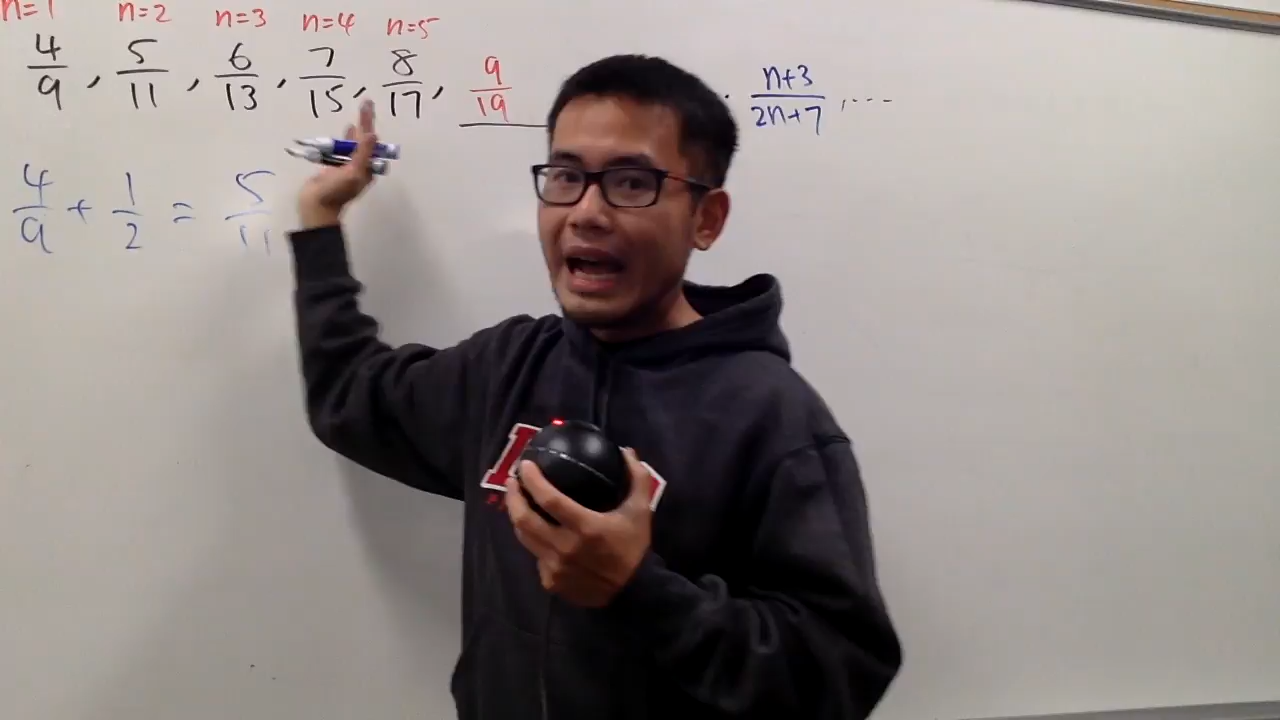 n=1 n=2 n=3 n=4 n=5
4/9 , 5/11 , 6/13 , 7/15 , 8/17 , 9/19 . n+3/2n+7 , ...
4/9 + 1/2 = 5/11